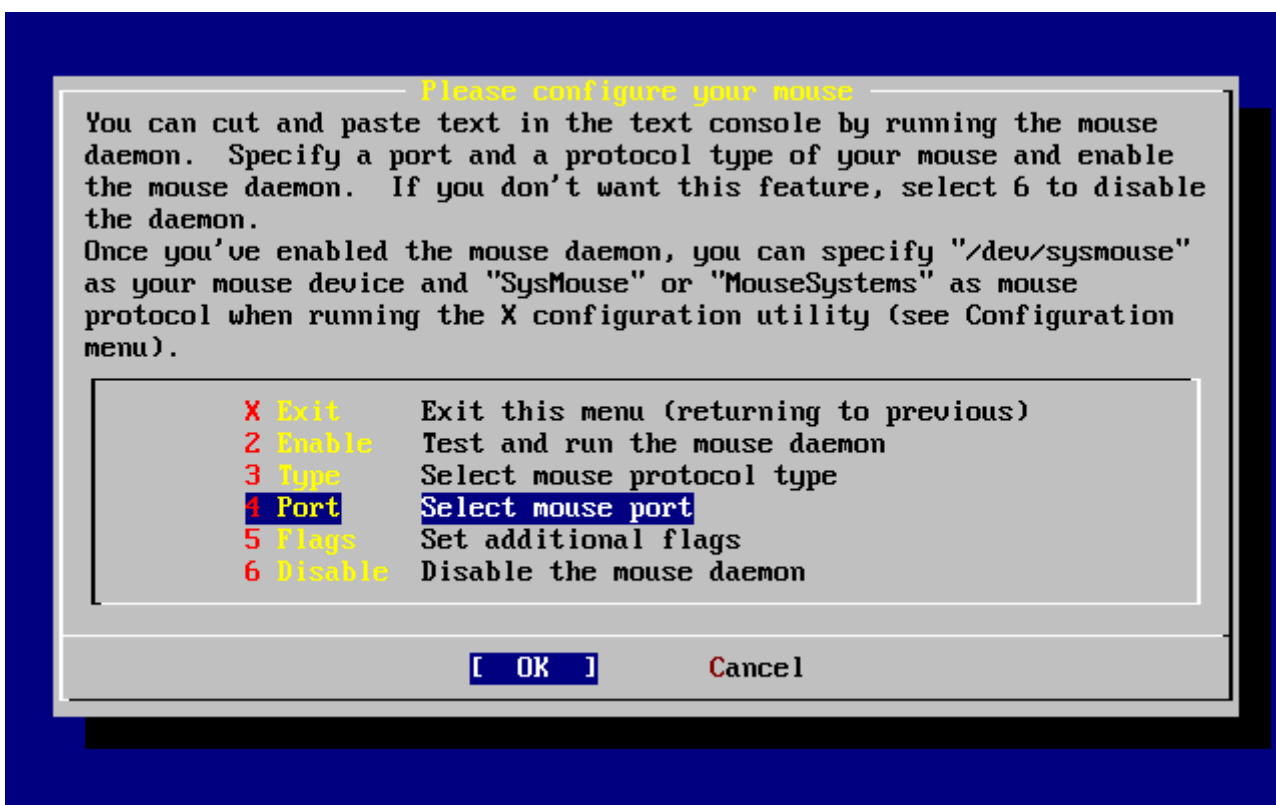 Please configure your mouse
You can cut and paste text in the text console by running the mouse
daemon.  Specify a port and a protocol type of your mouse and enable
the mouse daemon.  If you don't want this feature, select 6 to disable
the daemon.
Once you've enabled the mouse daemon, you can specify "/dev/sysmouse"
as your mouse device and "SysMouse" or "MouseSystems" as mouse
protocol when running the X configuration utility (see Configuration
menu).
X Exit Exit this menu (returning to previous)
2 Enable Test and run the mouse daemon
3 Type Select mouse protocol type
4 Port Select mouse port
5 Flags Set additional flags
6 Disable Disable the mouse daemon
[ OK ] Cancel